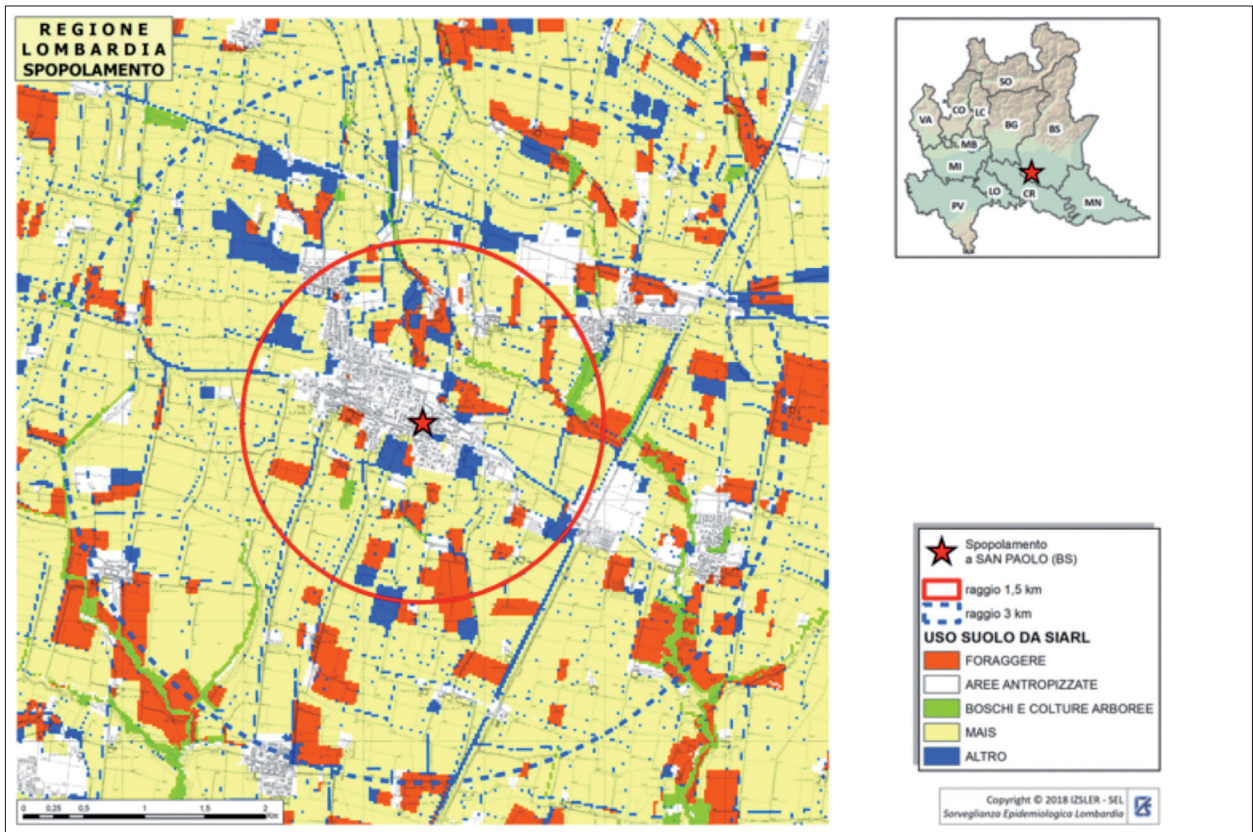 REGIONE
LOMBARDIA
SPOPOLAMENTO
SO
VA
CO
LC
BG
BS
MB
MI
LO
CR
PV
MN
Spopolamento
a SAN PAOLO (BS)
raggio 1,5 km
raggio 3 km
USO SUOLO DA SIARL
FORAGGERE
AREE ANTROPIZZATE
BOSCHI E COLTURE ARBOREE
MAIS
ALTRO
0 0,25 0,5 1 1,5 2
Km
Copyright © 2018 IZSLER - SEL
Sorveglianza Epidemiologica Lombardia